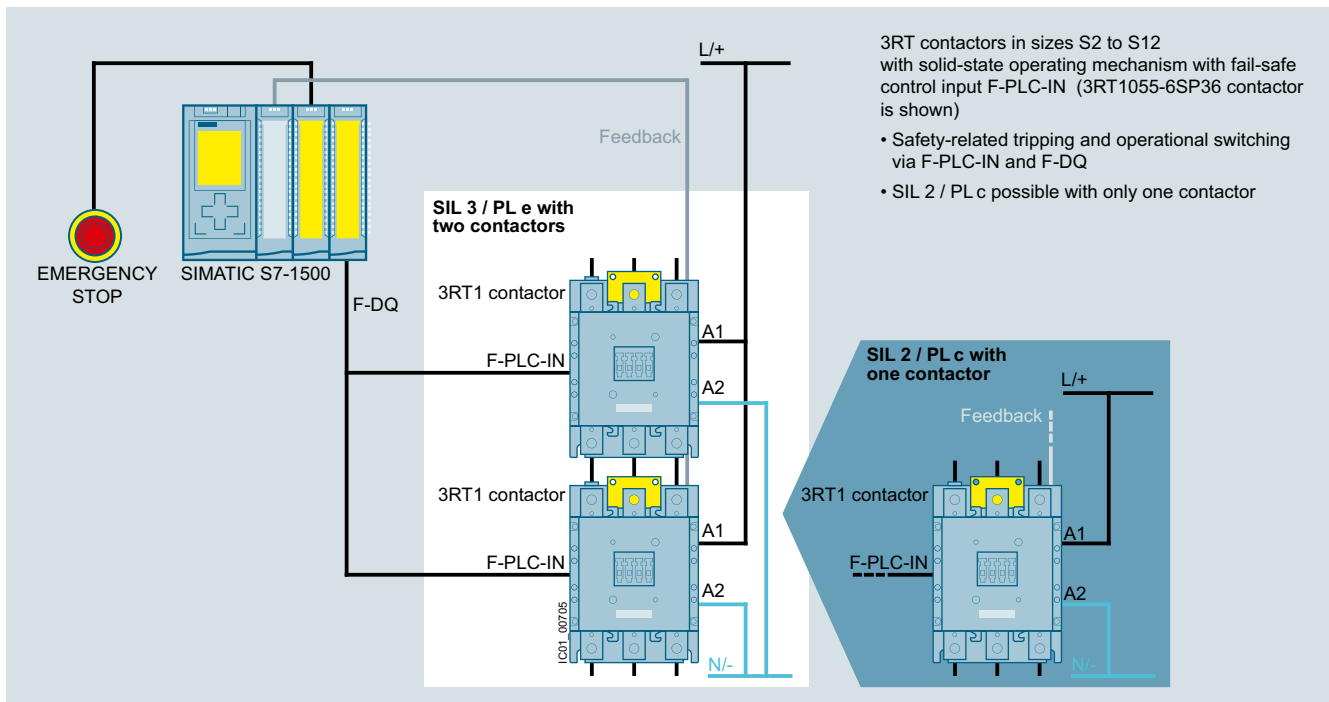 L/+
3RT contactors in sizes S2 to S12
with solid-state operating mechanism with fail-safe
control input F-PLC-IN (3RT1055-6SP36 contactor
is shown)
• Safety-related tripping and operational switching
via F-PLC-IN and F-DQ
• SIL 2 / PL c possible with only one contactor
Feedback
SIL 3 / PL e with
two contactors
EMERGENCY
STOP
SIMATIC S7-1500
F-DQ
3RT1 contactor
A1
F-PLC-IN
A2
3RT1 contactor
A1
F-PLC-IN
A2
N/-
IC01_00705
SIL 2 / PL c with
one contactor
L/+
Feedback
3RT1 contactor
A1
F-PLC-IN
A2
N/-